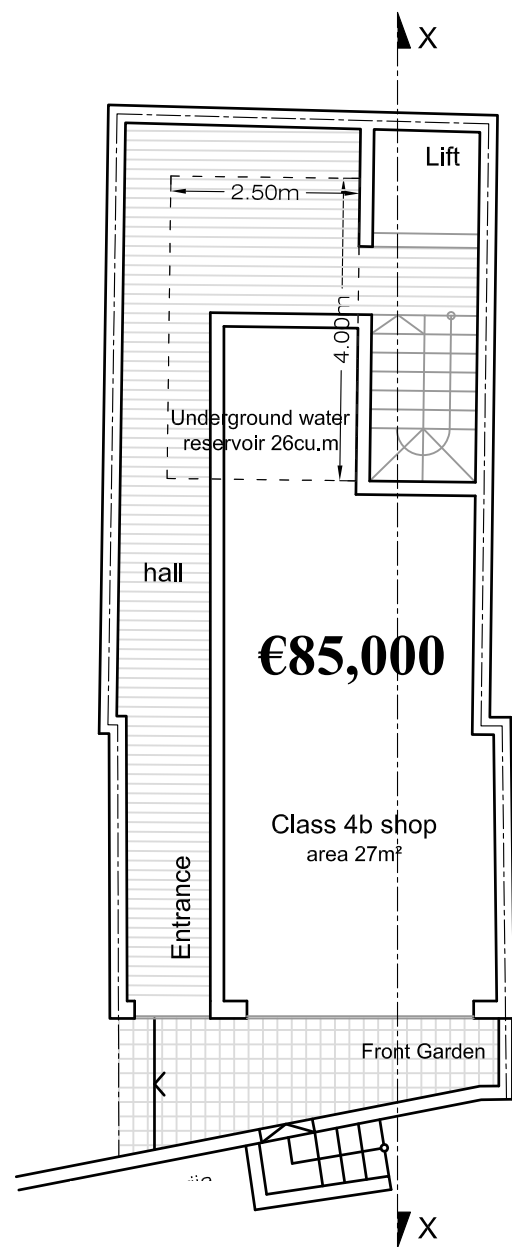 X
Lift
2.50m
4.00m
Underground water
reservoir 26cu.m
hall
€85,000
Class 4b shop
area 27m²
Entrance
Front Garden
X